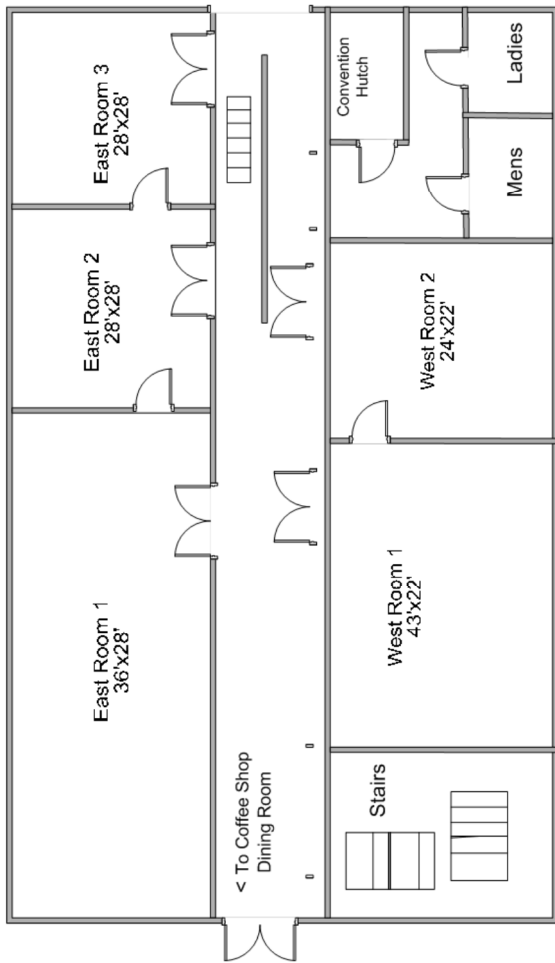 East Room 3
28'x28'
Convention
Hutch
Ladies
Mens
East Room 2
28'x28'
West Room 2
24'x22'
East Room 1
36'x28'
West Room 1
43'x22'
< To Coffee Shop
Dining Room
Stairs